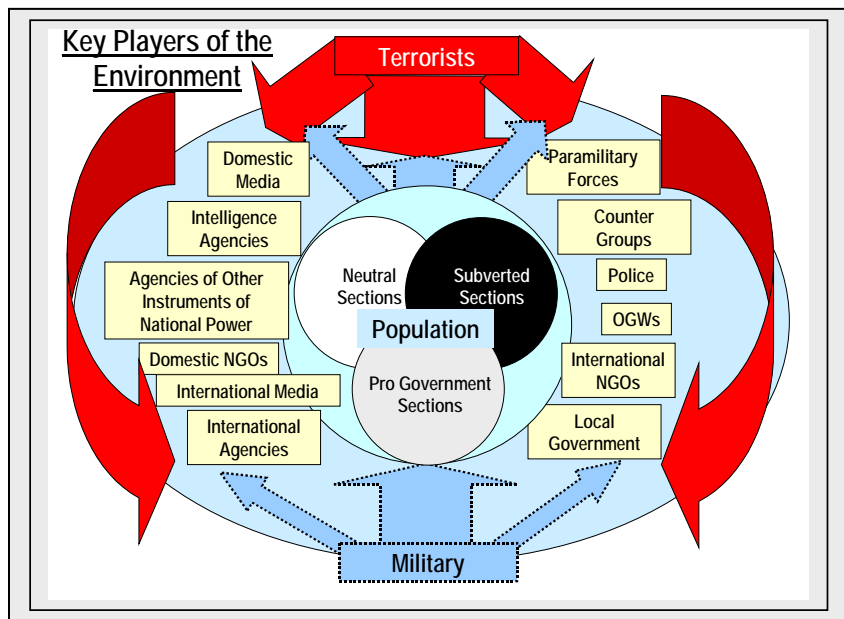 Key Players of the
Environment
Terrorists
Domestic
Media
Intelligence
Agencies
Agencies of Other
Instruments of
National Power
Domestic NGOs
International Media
International
Agencies
Neutral
Sections
Subverted
Sections
Population
Pro Government
Sections
Paramilitary
Forces
Counter
Groups
Police
OGWs
International
NGOs
Local
Government
Military